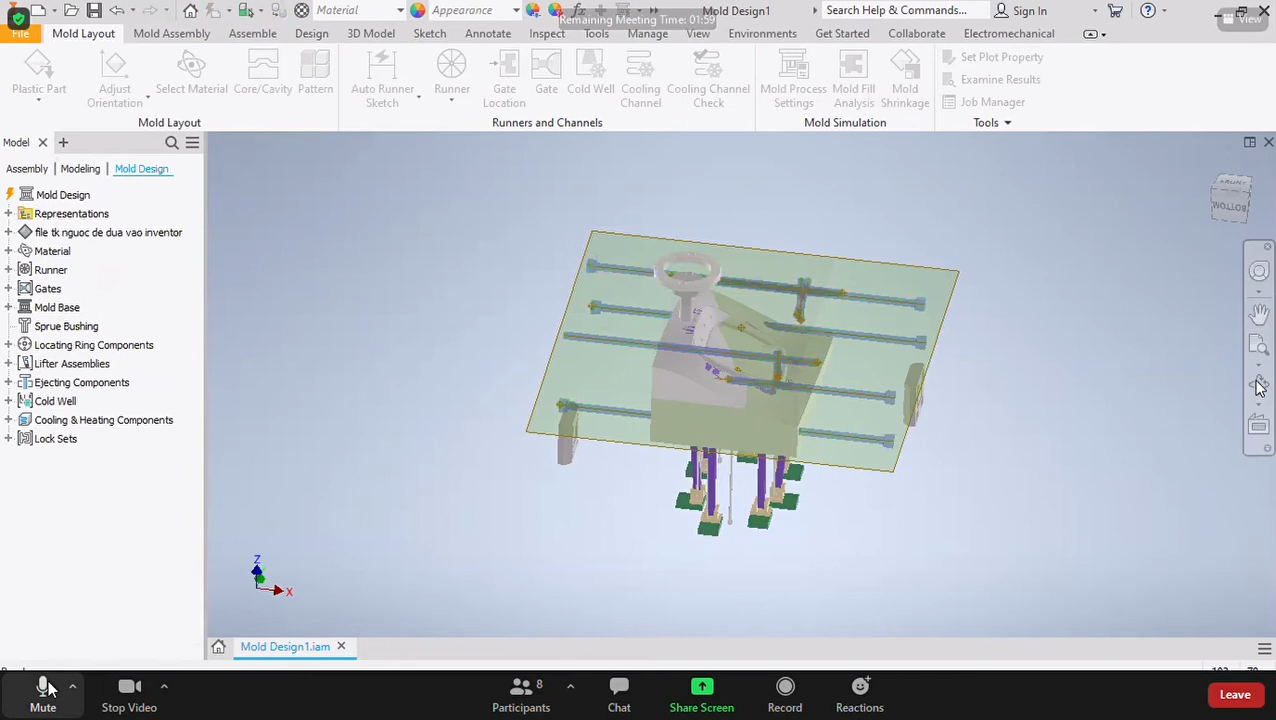 Material
Appearance
fx
Mold Design1
Search Help & Commands...
Sign In
Remaining Meeting Time: 01:59
View
File
Mold Layout
Mold Assembly
Assemble
Design
3D Model
Sketch
Annotate
Inspect
Tools
Manage
View
Environments
Get Started
Collaborate
Electromechanical
Plastic Part
Adjust
Orientation
Select Material
Core/Cavity
Pattern
Auto Runner
Sketch
Runner
Gate
Location
Gate
Cold Well
Cooling
Channel
Cooling Channel
Check
Mold Process
Settings
Mold Fill
Analysis
Mold
Shrinkage
Set Plot Property
Examine Results
Job Manager
Mold Layout
Runners and Channels
Mold Simulation
Tools
Model
Assembly
Modeling
Mold Design
Mold Design
Representations
file tk nguoc de dua vao inventor
Material
Runner
Gates
Mold Base
Sprue Bushing
Locating Ring Components
Lifter Assemblies
Ejecting Components
Cold Well
Cooling & Heating Components
Lock Sets
FRONT
BOTTOM
Z
X
Mold Design1.iam
Mute
Stop Video
8
Participants
Chat
Share Screen
Record
Reactions
Leave